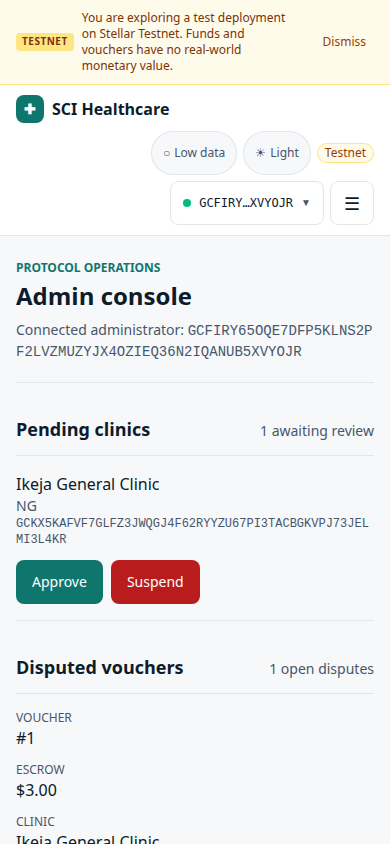 TESTNET
You are exploring a test deployment
on Stellar Testnet. Funds and
vouchers have no real-world
monetary value.
Dismiss
SCI Healthcare
Low data
Light
Testnet
GCFIRY…XVYOJR
Protocol operations
Admin console
Connected administrator: GCFIRY65OQE7DFP5KLNS2P
F2LVZMUZYJX4OZIEQ36N2IQANUB5XVYOJR
Pending clinics
1 awaiting review
Ikeja General Clinic
NG
GCKX5KAFVF7GLFZ3JWQGJ4F62RYYZU67PI3TACBGKVPJ73JEL
MI3L4KR
Approve
Suspend
Disputed vouchers
1 open disputes
VOUCHER
#1
ESCROW
$3.00
CLINIC
Ikeja General Clinic